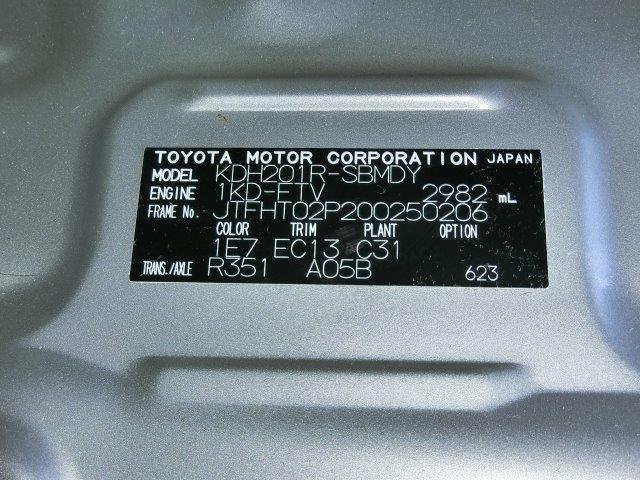 TOYOTA MOTOR CORPORATION JAPAN
MODEL KDH201R-SBMDY
ENGINE 1KD-FTV 2982 mL
FRAME No. JTFHT02P200250206
COLOR TRIM PLANT OPTION
1E7 EC13 C31
TRANS./AXLE R351 A05B 623